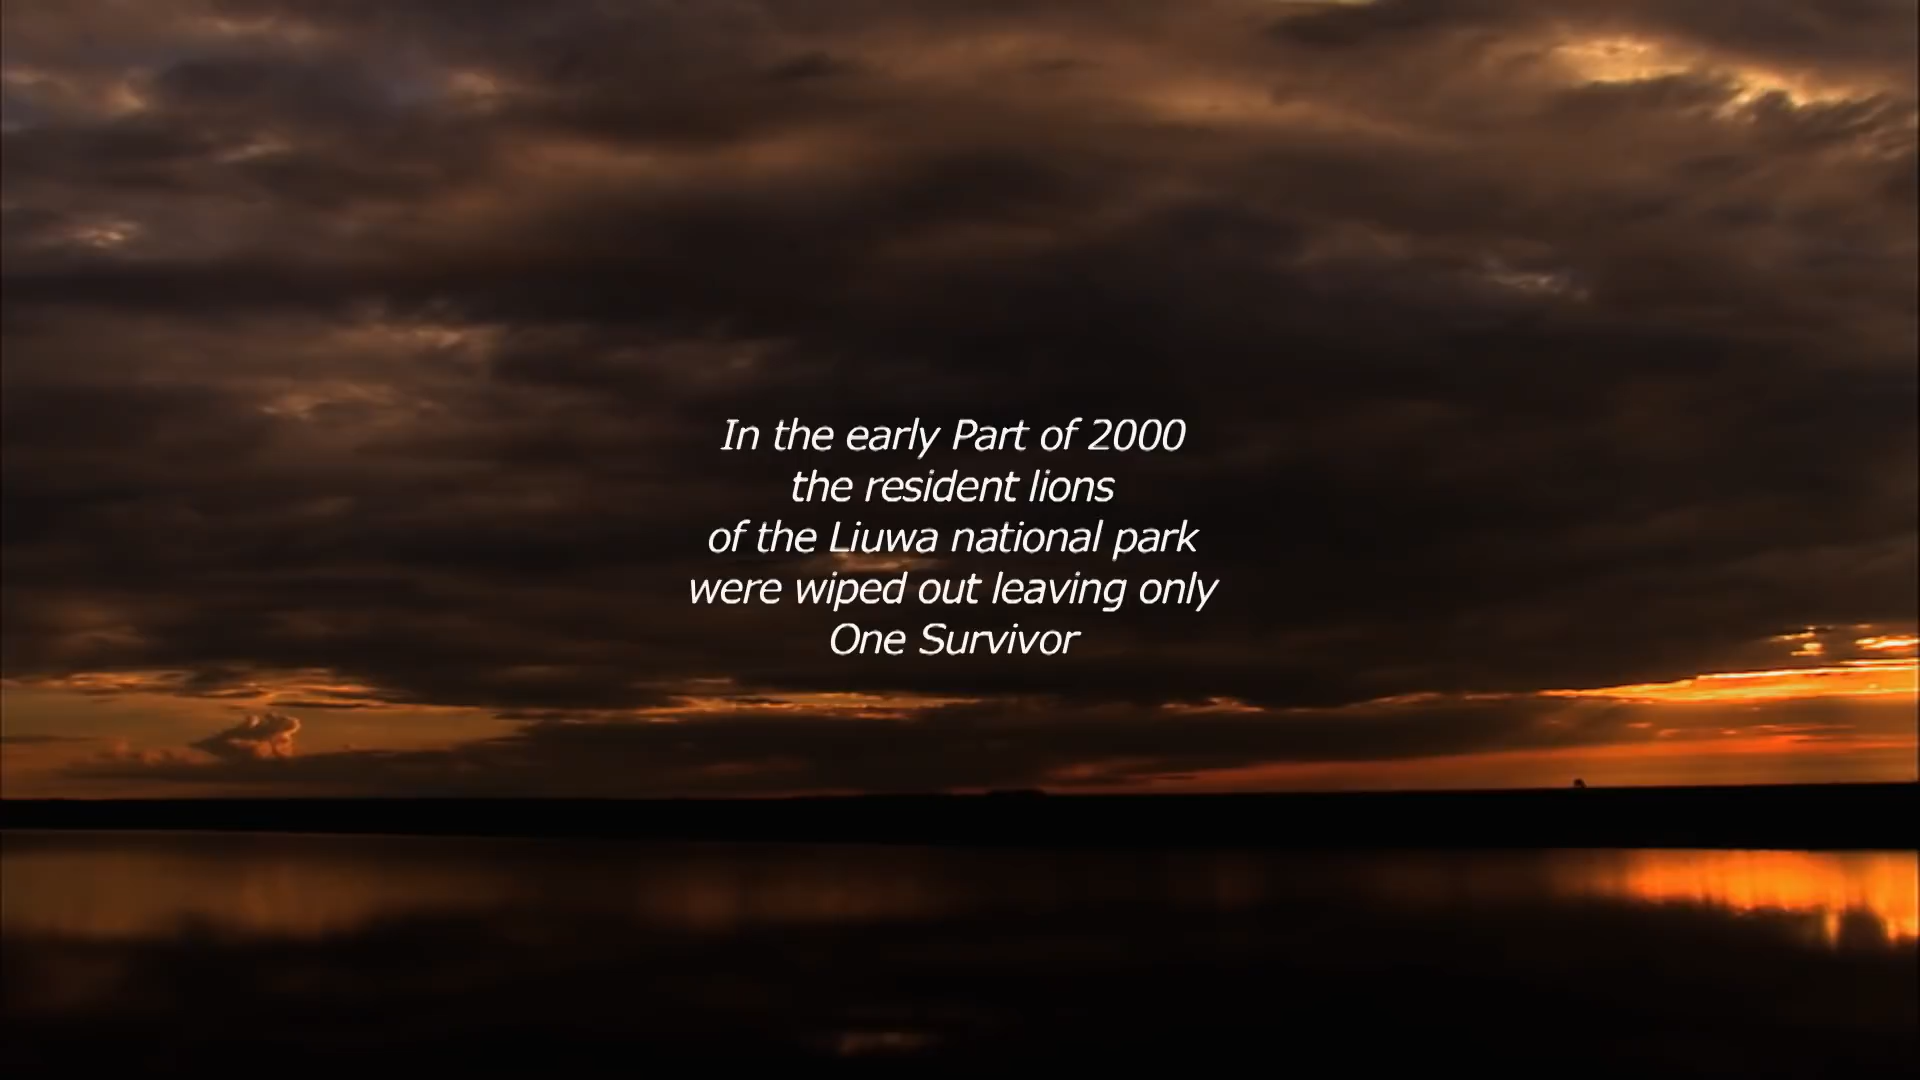 In the early Part of 2000
the resident lions
of the Liuwa national park
were wiped out leaving only
One Survivor